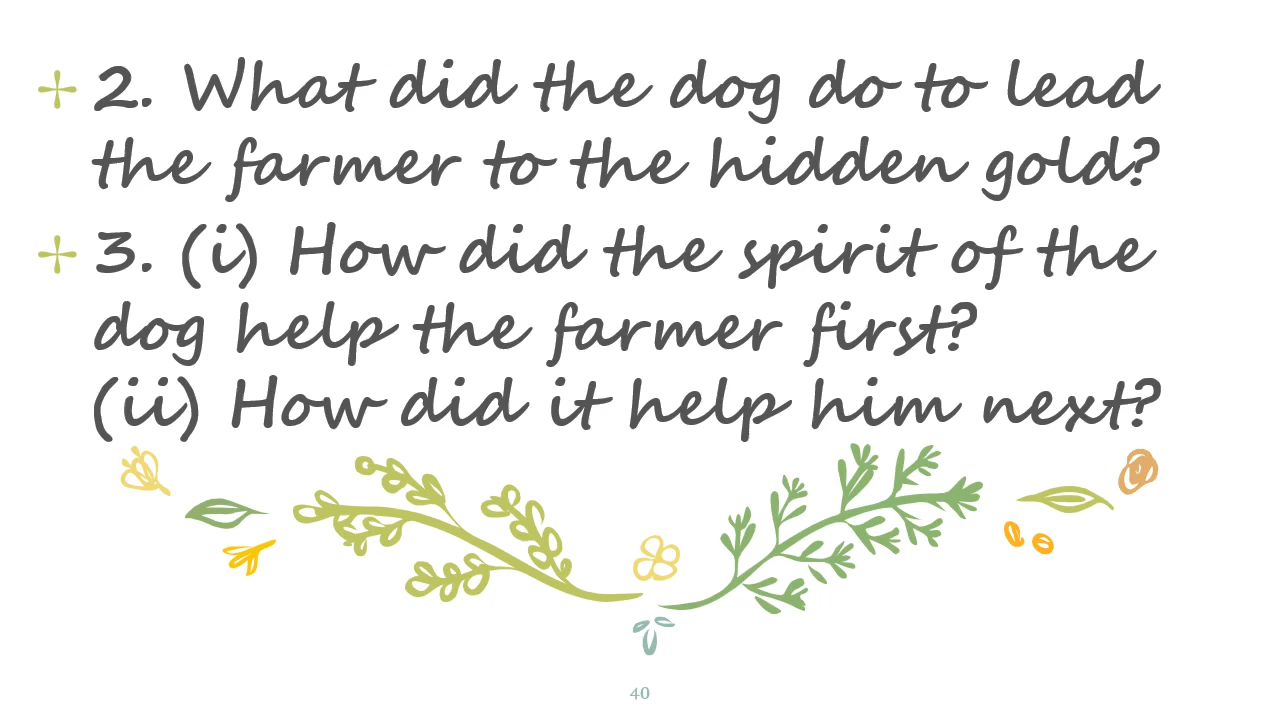 2. What did the dog do to lead
the farmer to the hidden gold?
3. (i) How did the spirit of the
dog help the farmer first?
(ii) How did it help him next?
40